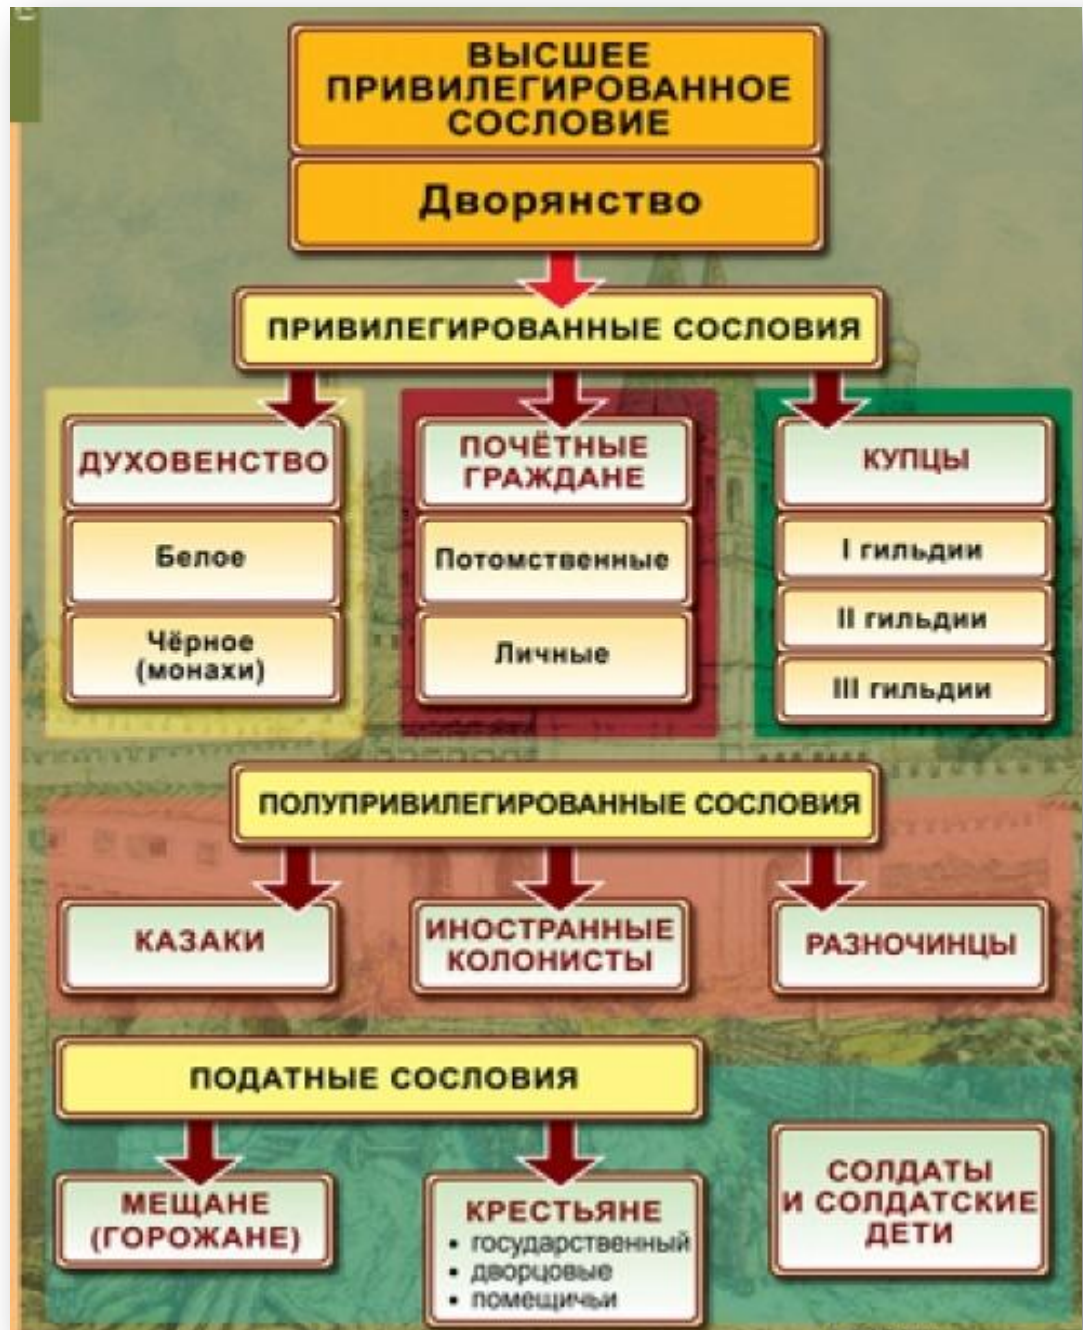 ВЫСШЕЕ
ПРИВИЛЕГИРОВАННОЕ
СОСЛОВИЕ
Дворянство
ПРИВИЛЕГИРОВАННЫЕ СОСЛОВИЯ
ДУХОВЕНСТВО
Белое
Чёрное
(монахи)
ПОЧЁТНЫЕ
ГРАЖДАНЕ
Потомственные
Личные
КУПЦЫ
I гильдии
II гильдии
III гильдии
ПОЛУПРИВИЛЕГИРОВАННЫЕ СОСЛОВИЯ
КАЗАКИ
ИНОСТРАННЫЕ
КОЛОНИСТЫ
РАЗНОЧИНЦЫ
ПОДАТНЫЕ СОСЛОВИЯ
МЕЩАНЕ
(ГОРОЖАНЕ)
КРЕСТЬЯНЕ
• государственный
• дворцовые
• помещичьи
СОЛДАТЫ
И СОЛДАТСКИЕ
ДЕТИ